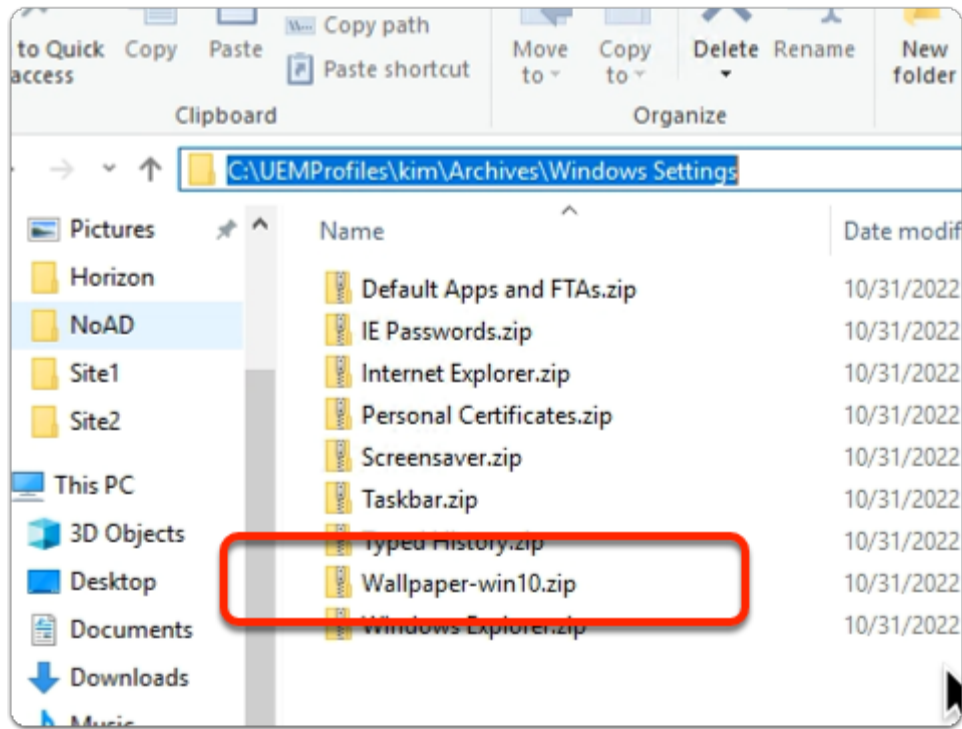 Copy path
to Quick access
Copy
Paste
Paste shortcut
Move to
Copy to
Delete
Rename
New folder
Clipboard
Organize
C:\UEMProfiles\kim\Archives\Windows Settings
Pictures
Horizon
NoAD
Site1
Site2
This PC
3D Objects
Desktop
Documents
Downloads
Music
Name
Date modif
Default Apps and FTAs.zip 10/31/2022
IE Passwords.zip 10/31/2022
Internet Explorer.zip 10/31/2022
Personal Certificates.zip 10/31/2022
Screensaver.zip 10/31/2022
Taskbar.zip 10/31/2022
Typed History.zip 10/31/2022
Wallpaper-win10.zip 10/31/2022
Windows Explorer.zip 10/31/2022